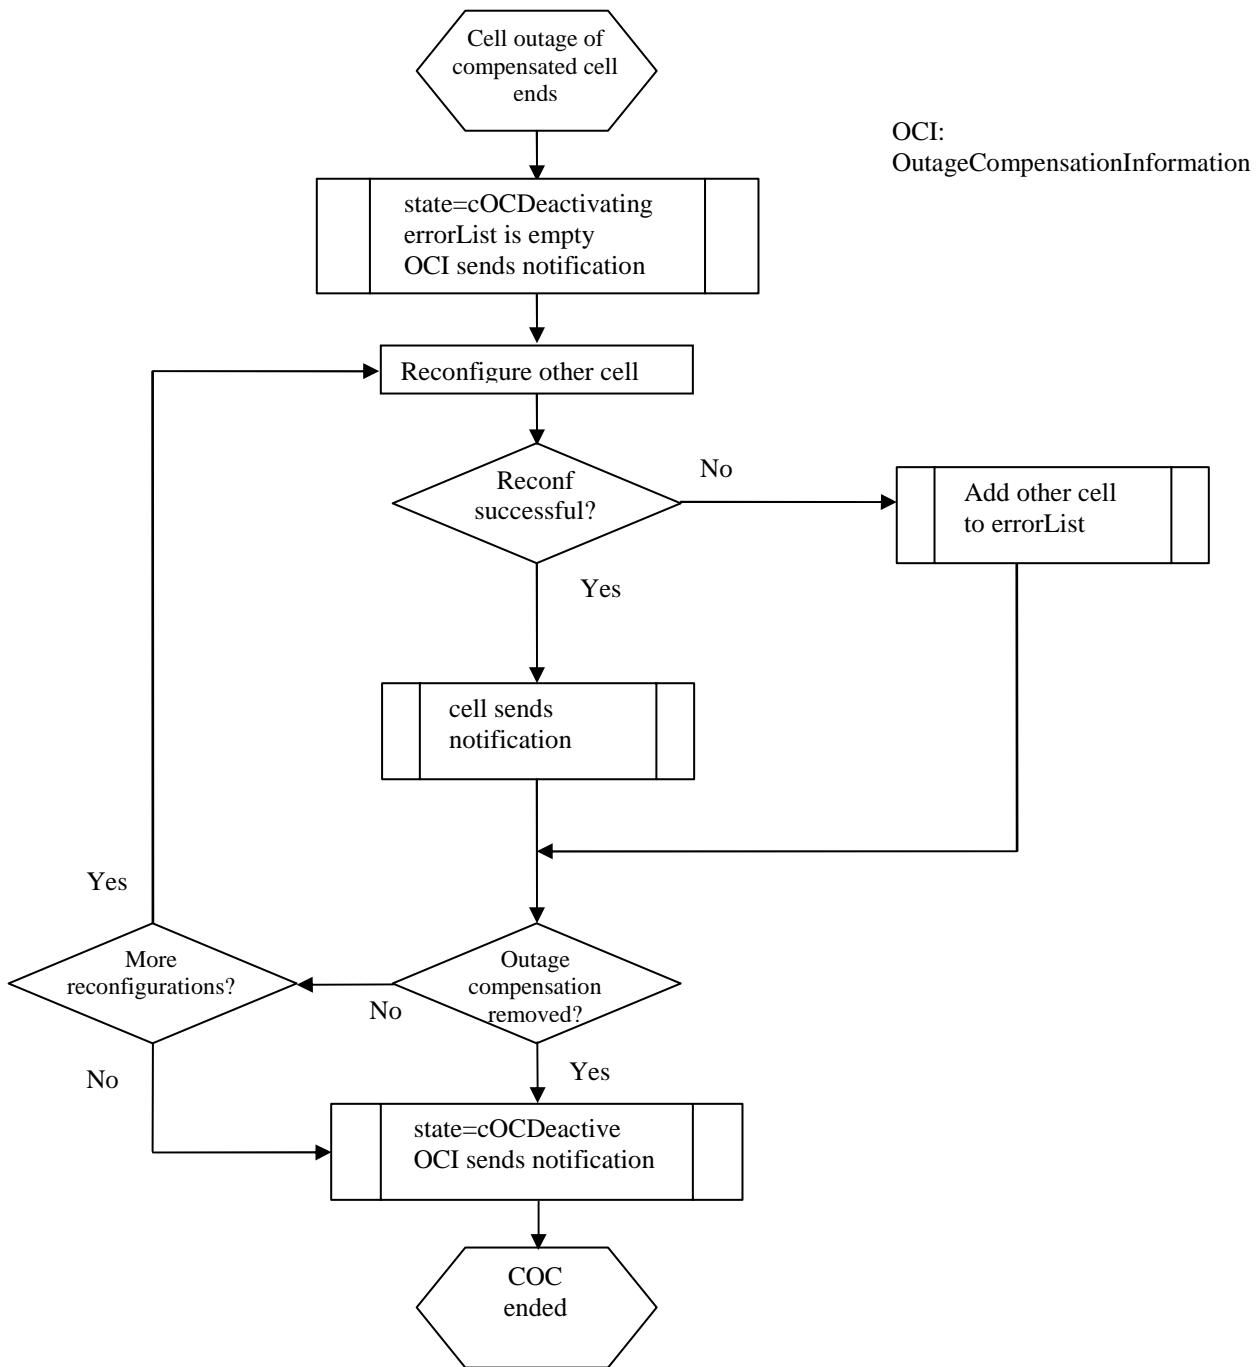 Cell outage of
compensated cell
ends
OCI:
OutageCompensationInformation
state=cOCDeactivating
errorList is empty
OCI sends notification
Reconfigure other cell
Reconf
successful?
No
Add other cell
to errorList
Yes
cell sends
notification
Yes
More
reconfigurations?
No
Outage
compensation
removed?
No
Yes
state=cOCDeactive
OCI sends notification
COC
ended